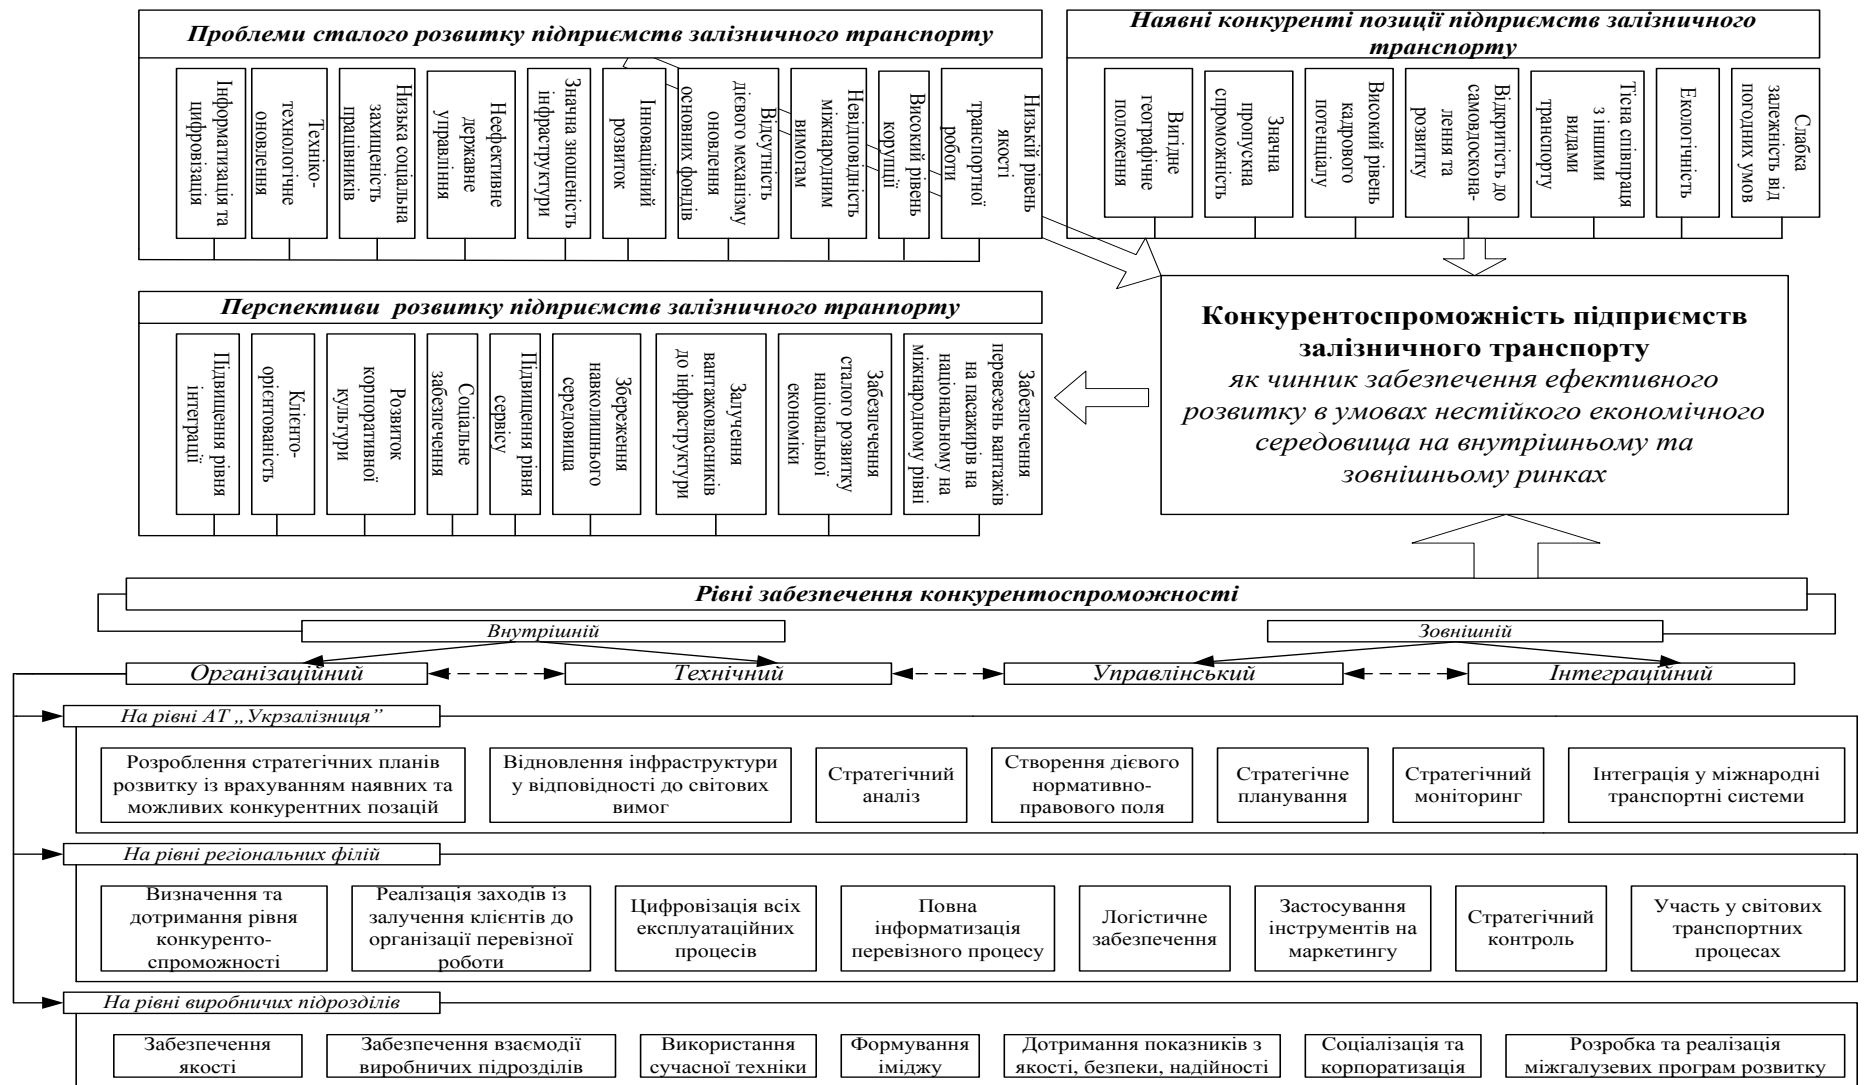 Проблеми сталого розвитку підприємств залізничного транспорту
Інформатизація та
цифровізація
Техніко-
технологічне
оновлення
Низька соціальна
захищеність
працівників
Неефективне
державне
управління
Значна зношеність
інфраструктури
Інноваційний
розвиток
Відсутність
дієвого механізму
оновлення
основних фондів
Невідповідність
міжнародним
вимогам
Високий рівень
корупції
Низькій рівень
якості
транспортної
роботи
Наявні конкуренті позиції підприємств залізничного
транспорту
Вигідне
географічне
положення
Значна
пропускна
спроможність
Високий рівень
кадрового
потенціалу
Відкритість до
самовдоскона-
лення та
розвитку
Тісна співпраця
з іншими
видами
транспорту
Екологічність
Слабка
залежність від
погодних умов
Перспективи розвитку підприємств залізничного транпорту
Підвищення рівня
інтеграції
Клієнто-
орієнтованість
Розвиток
корпоративної
культури
Соціальне
забезпечення
Підвищення рівня
сервісу
Збереження
навколишнього
середовища
Залучення
вантажовласників
до інфраструктури
Забезпечення
сталого розвитку
національної
економіки
Забезпечення
перевезень вантажів
на пасажирів на
національному на
міжнародному рівні
Конкурентоспроможність підприємств
залізничного транспорту
як чинник забезпечення ефективного
розвитку в умовах нестійкого економічного
середовища на внутрішньому та
зовнішньому ринках
Рівні забезпечення конкурентоспроможності
Внутрішній
Зовнішній
Організаційний
Технічний
Управлінський
Інтеграційний
На рівні АТ „Укрзалізниця”
Розроблення стратегічних планів
розвитку із врахуванням наявних та
можливих конкурентних позацій
Відновлення інфраструктури
у відповідності до світових
вимог
Стратегічний
аналіз
Створення дієвого
нормативно-
правового поля
Стратегічне
планування
Стратегічний
моніторинг
Інтеграція у міжнародні
транспортні системи
На рівні регіональних філій
Визначення та
дотримання рівня
конкуренто-
спроможності
Реалізація заходів із
залучення клієнтів до
організації перевізної
роботи
Цифровізація всіх
експлуатаційних
процесів
Повна
інформатизація
перевізного процесу
Логістичне
забезпечення
Застосування
інструментів на
маркетингу
Стратегічний
контроль
Участь у світових
транспортних
процесах
На рівні виробничих підрозділів
Забезпечення
якості
Забезпечення взаємодії
виробничих підрозділів
Використання
сучасної техніки
Формування
іміджу
Дотримання показників з
якості, безпеки, надійності
Соціалізація та
корпоратизація
Розробка та реалізація
міжгалузевих програм розвитку